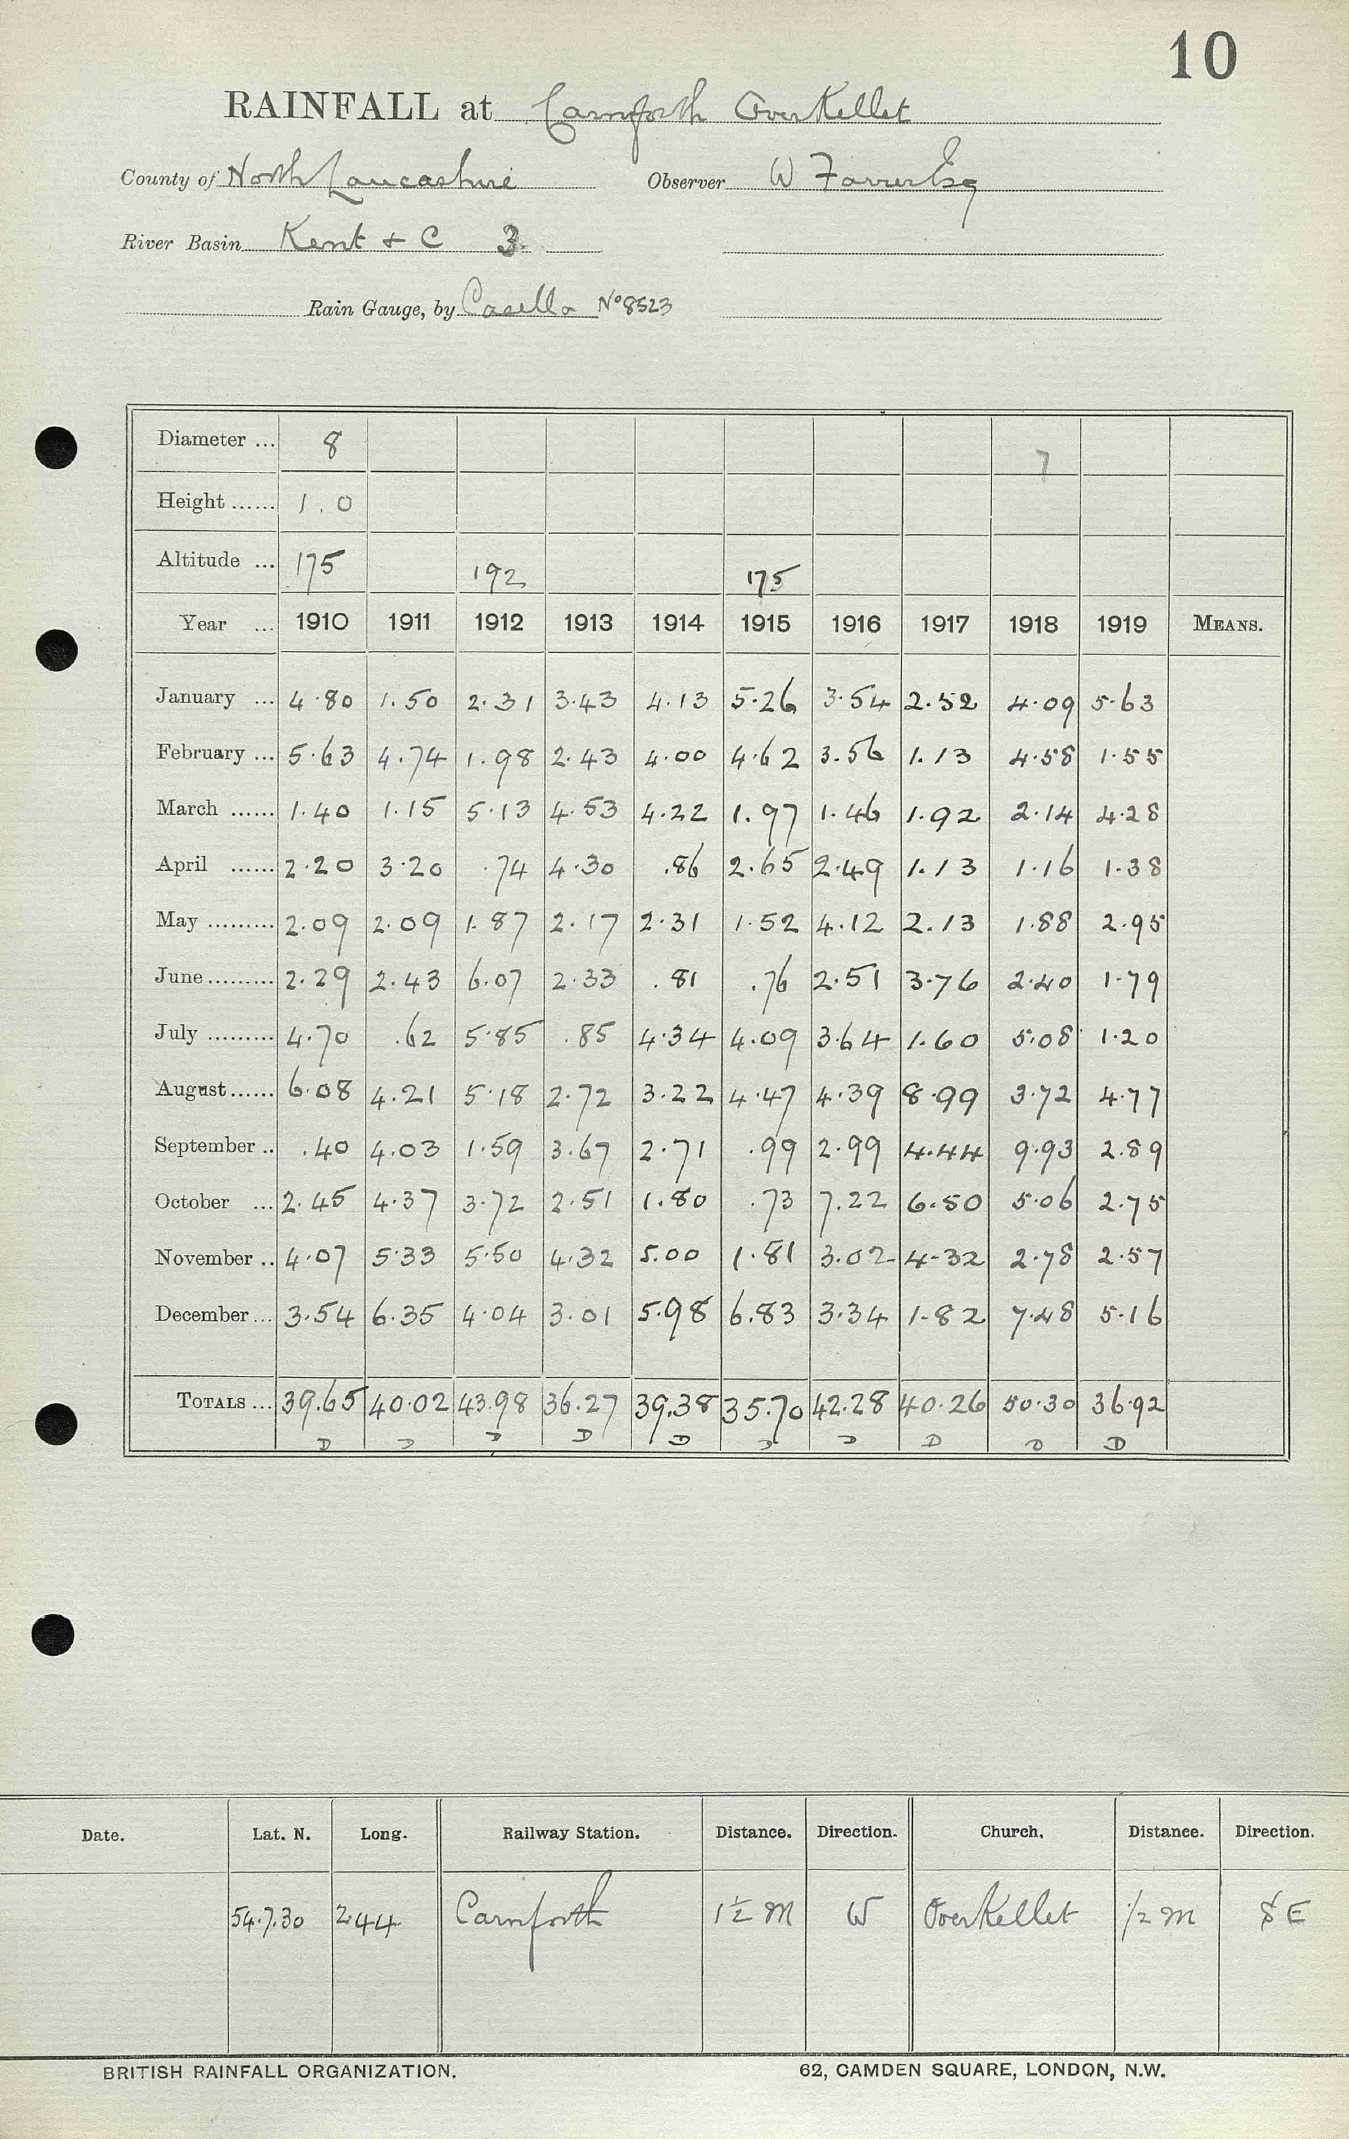 10
RAINFALL at Carnforth Over Kellet
County of North Lancashire Observer W Farrer Esq
River Basin Kent & C 3.
Rain Gauge, by Casella No 8523
Diameter ... 8 7
Height ...... 1.0
Altitude ... 175 192 175
Year ... 1910 1911 1912 1913 1914 1915 1916 1917 1918 1919 MEANS.
January ... 4.80 1.50 2.31 3.43 4.13 5.26 3.54 2.52 4.09 5.63
February ... 5.63 4.74 1.98 2.43 4.00 4.62 3.56 1.13 4.58 1.55
March ...... 1.40 1.15 5.13 4.53 4.22 1.97 1.46 1.92 2.14 4.28
April ...... 2.20 3.20 .74 4.30 .86 2.65 2.49 1.13 1.16 1.38
May ......... 2.09 2.09 1.87 2.17 2.31 1.52 4.12 2.13 1.88 2.95
June ......... 2.29 2.43 6.07 2.33 .81 .76 2.51 3.76 2.40 1.79
July ......... 4.70 .62 5.85 .85 4.34 4.09 3.64 1.60 5.08 1.20
August ...... 6.08 4.21 5.18 2.72 3.22 4.47 4.39 8.99 3.72 4.77
September .. .40 4.03 1.59 3.67 2.71 .99 2.99 4.44 9.93 2.89
October ... 2.45 4.37 3.72 2.51 1.80 .73 7.22 6.50 5.06 2.75
November .. 4.07 5.33 5.50 4.32 5.00 1.81 3.02 4.32 2.78 2.57
December ... 3.54 6.35 4.04 3.01 5.98 6.83 3.34 1.82 7.48 5.16
TOTALS ... 39.65 40.02 43.98 36.27 39.38 35.70 42.28 40.26 50.30 36.92
D D D D D D D D D D
Date. Lat. N. Long. Railway Station. Distance. Direction. Church. Distance. Direction.
54.7.30 2 44 Carnforth 1½ M W Over Kellet ½ M S E
BRITISH RAINFALL ORGANIZATION. 62, CAMDEN SQUARE, LONDON, N.W.